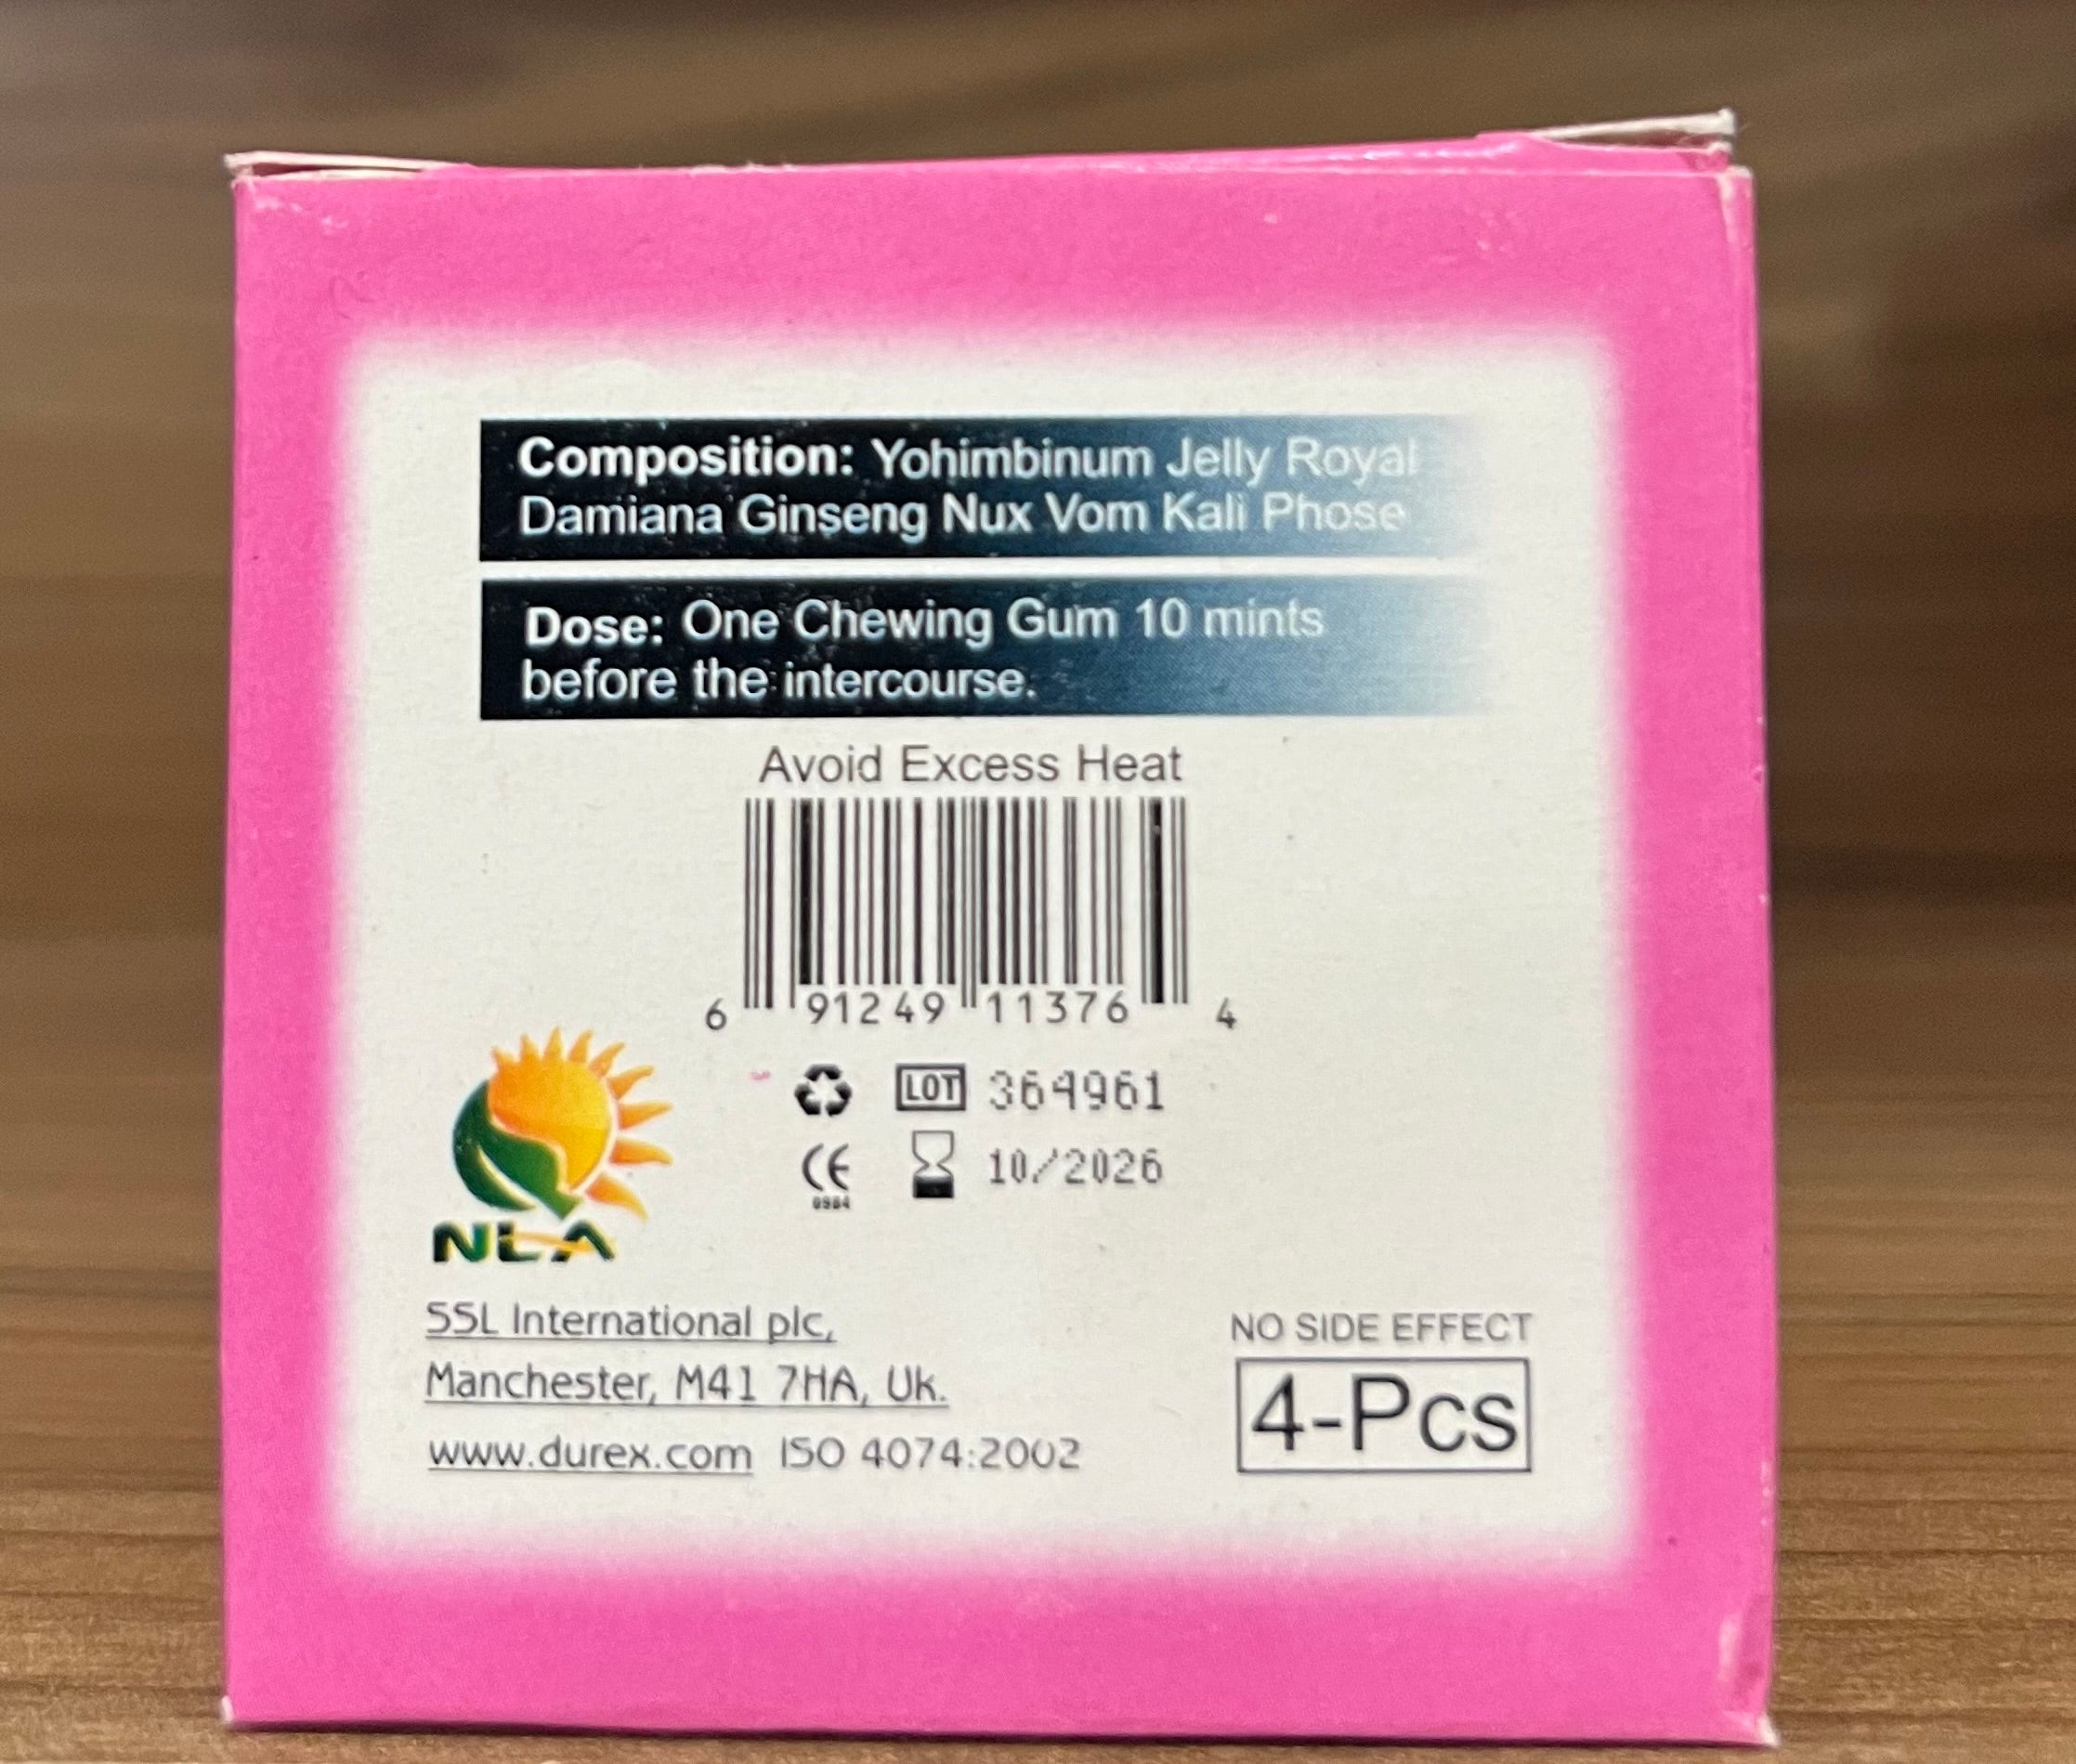 Composition: Yohimbinum Jelly Royal
Damiana Ginseng Nux Vom Kali Phose
Dose: One Chewing Gum 10 mints
before the intercourse.
Avoid Excess Heat
6 91249 11376 4
LOT 364961
CE 10/2026
0984
NLA
SSL International plc,
Manchester, M41 7HA, Uk.
www.durex.com ISO 4074:2002
NO SIDE EFFECT
4-Pcs